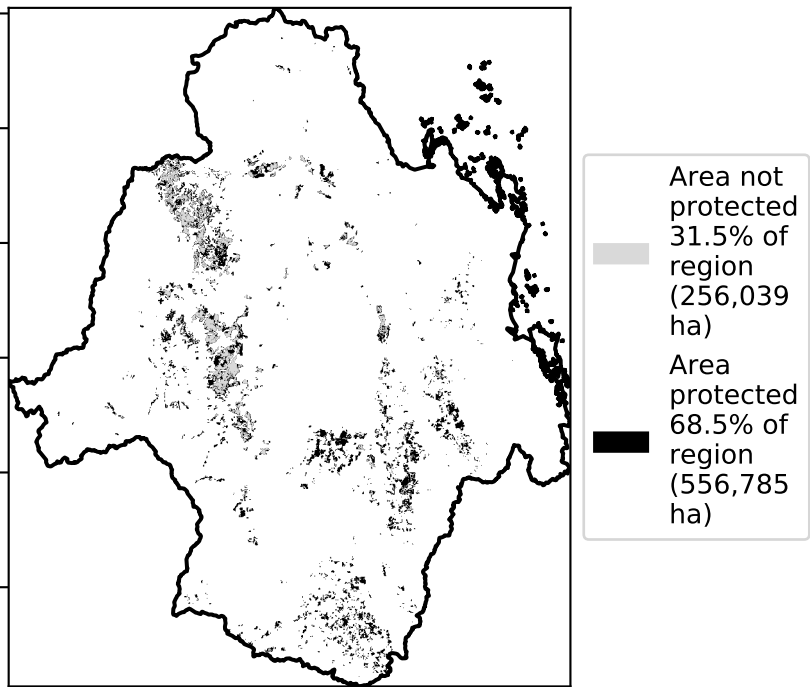 Area not
protected
31.5% of
region
(256,039
ha)
Area
protected
68.5% of
region
(556,785
ha)